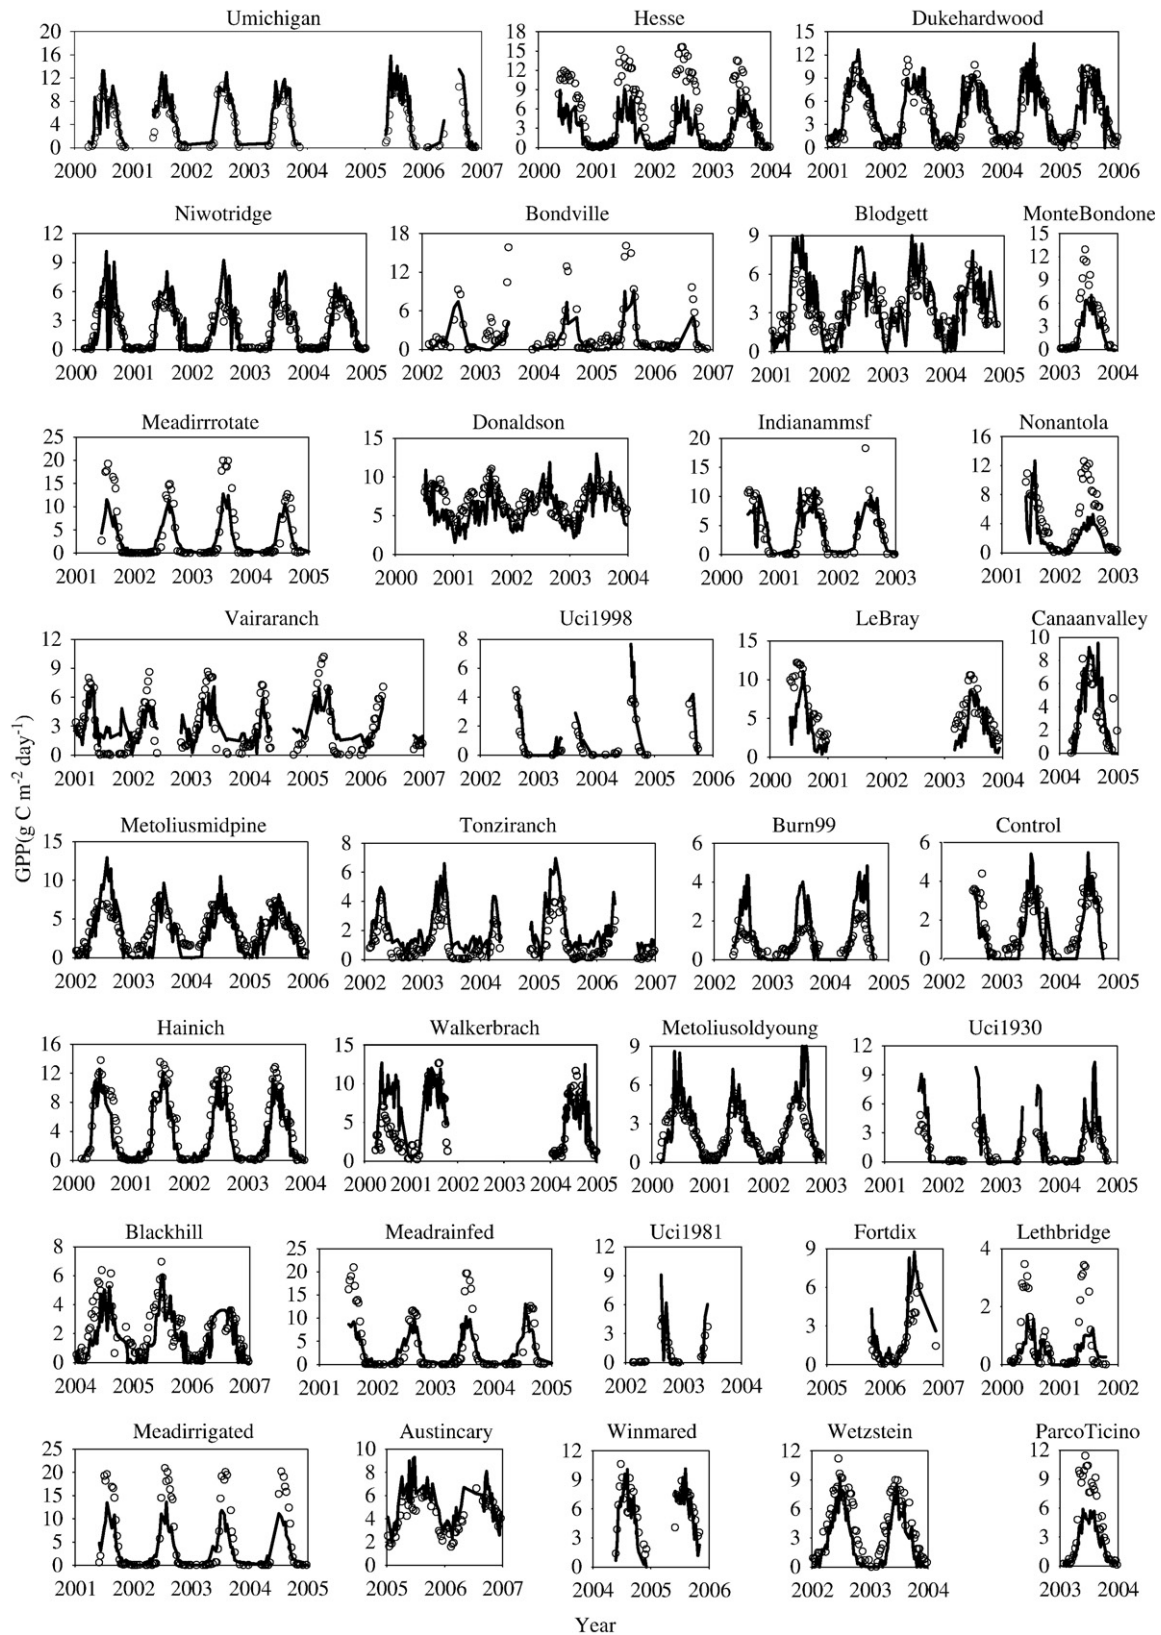 Umichigan Hesse Dukehardwood
20 18 15
16 15 12
12 12 9
8 9 6
4 6 3
0 3 0
0
2000 2001 2002 2003 2004 2005 2006 2007 2000 2001 2002 2003 2004 2001 2002 2003 2004 2005 2006
Niwotridge Bondville Blodgett MonteBondone
12 18 9 15
9 12 6 12
6 6 3 9
3 0 0 6
0 3
0
2000 2001 2002 2003 2004 2005 2002 2003 2004 2005 2006 2007 2001 2002 2003 2004 2005 2003 2004
Meadirrrotate Donaldson Indianammsf Nonantola
25 15 20 16
20 10 15 12
15 5 10 8
10 0 5 4
5 0 0
0
2001 2002 2003 2004 2005 2000 2001 2002 2003 2004 2000 2001 2002 2003 2001 2002 2003
Vairaranch Uci1998 LeBray Canaanvalley
12 8 15 10
9 6 10 8
6 4 5 6
3 2 0 4
0 0 2
0
2001 2002 2003 2004 2005 2006 2007 2002 2003 2004 2005 2006 2000 2001 2002 2003 2004 2004 2005
GPP(g C m⁻² day⁻¹)
Metoliusmidpine Tonziranch Burn99 Control
15 8 6 6
10 6 4 4
5 4 2 2
0 2 0 0
0
2002 2003 2004 2005 2006 2002 2003 2004 2005 2006 2007 2002 2003 2004 2005 2002 2003 2004 2005
Hainich Walkerbrach Metoliusoldyoung Uci1930
16 15 9 12
12 10 6 9
8 5 3 6
4 0 0 3
0 0
2000 2001 2002 2003 2004 2000 2001 2002 2003 2004 2005 2000 2001 2002 2003 2001 2002 2003 2004 2005
Blackhill Meadrainfed Uci1981 Fortdix Lethbridge
8 25 12 9 4
6 20 9 6 2
4 15 6 3 0
2 10 3 0
0 5 0
0
2004 2005 2006 2007 2001 2002 2003 2004 2005 2002 2003 2004 2005 2006 2007 2000 2001 2002
Meadirrigated Austincary Winmared Wetzstein ParcoTicino
25 10 12 12 12
20 8 9 9 9
15 6 6 6 6
10 4 3 3 3
5 2 0 0 0
0 0
2001 2002 2003 2004 2005 2005 2006 2007 2004 2005 2006 2002 2003 2004 2003 2004
Year